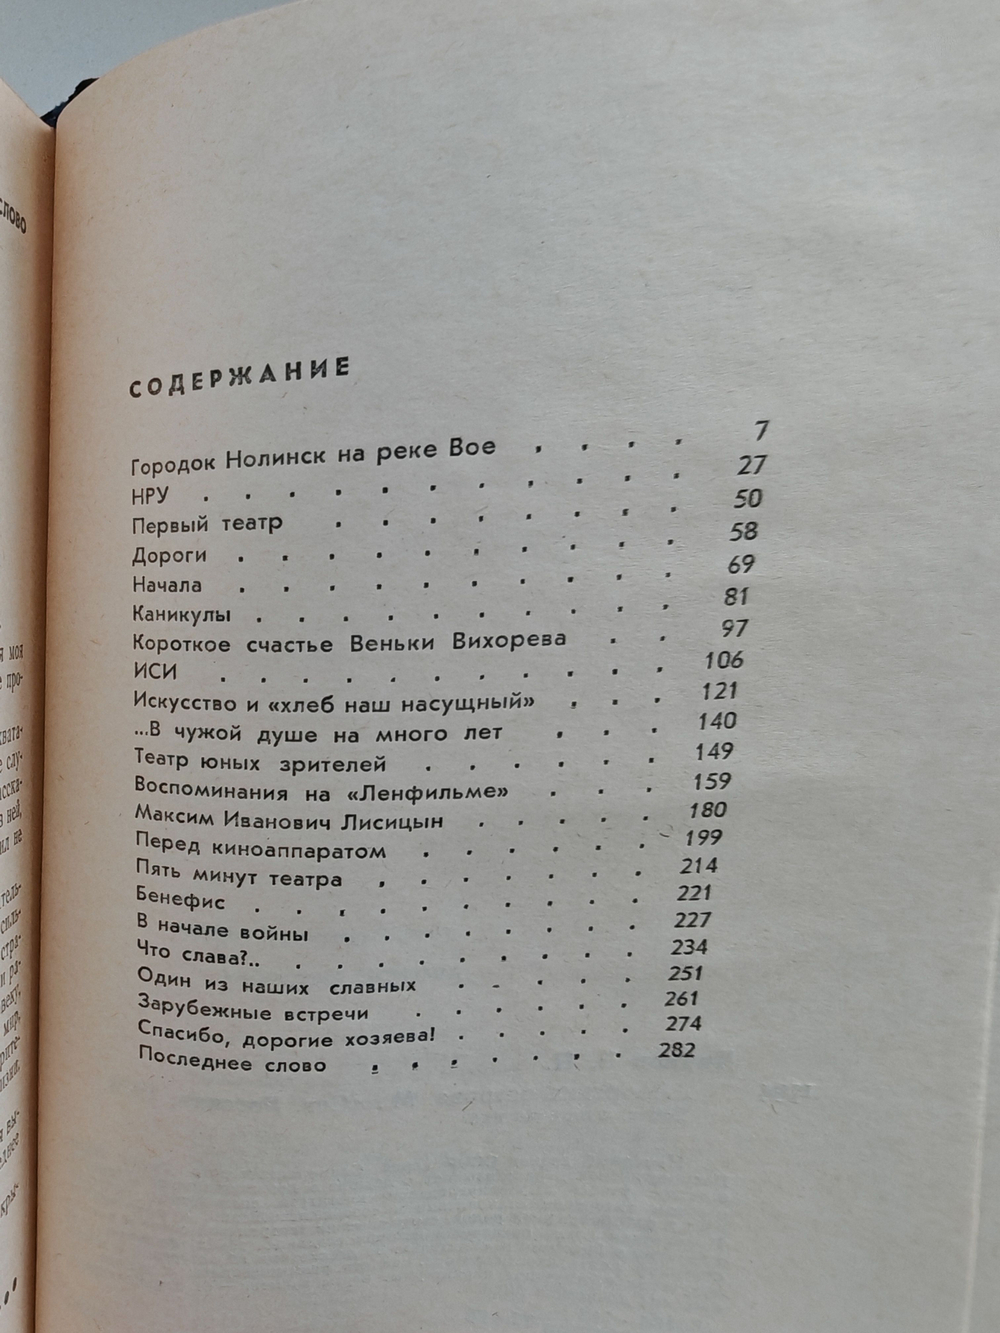 СЛОВО
СОДЕРЖАНИЕ
Городок Нолинск на реке Вое . . . . 7
НРУ . . . . . . . . . . . 27
Первый театр . . . . . . . . 50
Дороги . . . . . . . . . . 58
Начала . . . . . . . . . . 69
Каникулы . . . . . . . . . . 81
Короткое счастье Веньки Вихорева . . 97
ИСИ . . . . . . . . . . . 106
Искусство и «хлеб наш насущный» . . . 121
...В чужой душе на много лет . . . 140
Театр юных зрителей . . . . . . 149
Воспоминания на «Ленфильме» . . . 159
Максим Иванович Лисицын . . . . . 180
Перед киноаппаратом . . . . . . 199
Пять минут театра . . . . . . . 214
Бенефис . . . . . . . . . . 221
В начале войны . . . . . . . . 227
Что слава?.. . . . . . . . . . 234
Один из наших славных . . . . . 251
Зарубежные встречи . . . . . . 261
Спасибо, дорогие хозяева! . . . . . 274
Последнее слово . . . . . . . 282